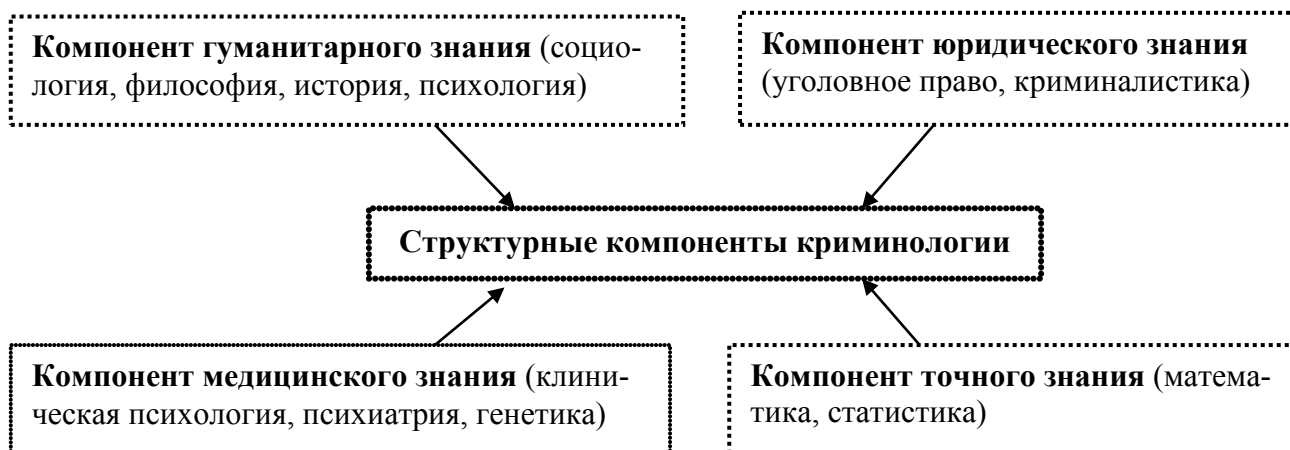 Компонент гуманитарного знания (социо-
логия, философия, история, психология)
Компонент юридического знания
(уголовное право, криминалистика)
Структурные компоненты криминологии
Компонент медицинского знания (клини-
ческая психология, психиатрия, генетика)
Компонент точного знания (матема-
тика, статистика)